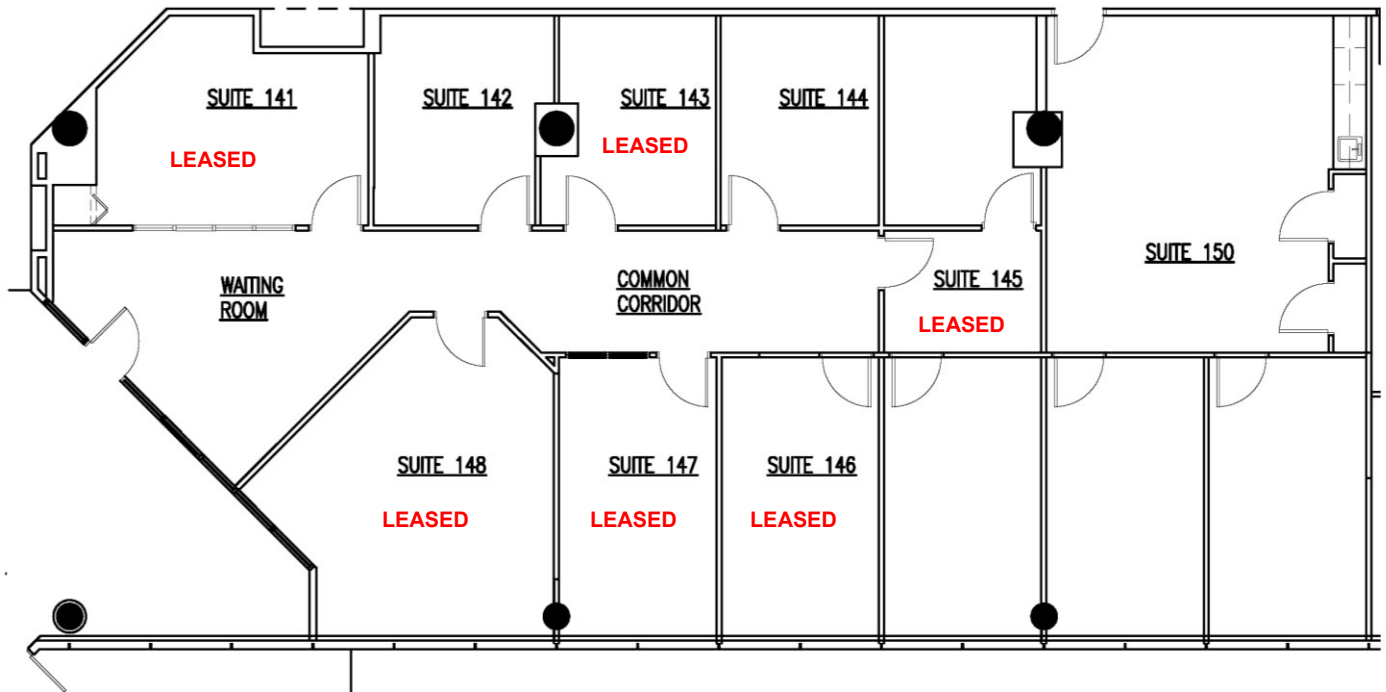 SUITE 141
LEASED
SUITE 142
SUITE 143
LEASED
SUITE 144
WAITING
ROOM
COMMON
CORRIDOR
SUITE 145
LEASED
SUITE 150
SUITE 148
LEASED
SUITE 147
LEASED
SUITE 146
LEASED